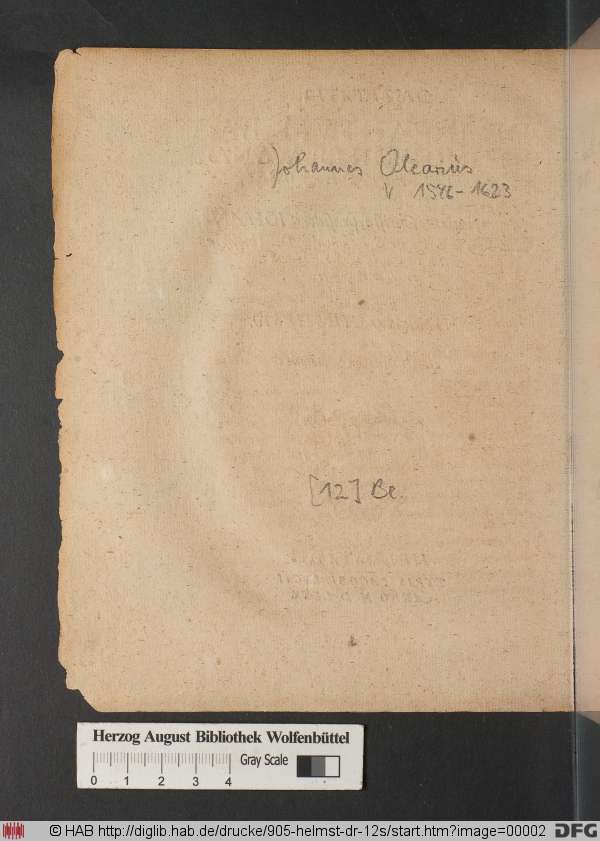 Johannes Olearius
V 1546-1623
[12] Be.
Herzog August Bibliothek Wolfenbüttel
Gray Scale
0 1 2 3 4
© HAB http://diglib.hab.de/drucke/905-helmst-dr-12s/start.htm?image=00002 DFG